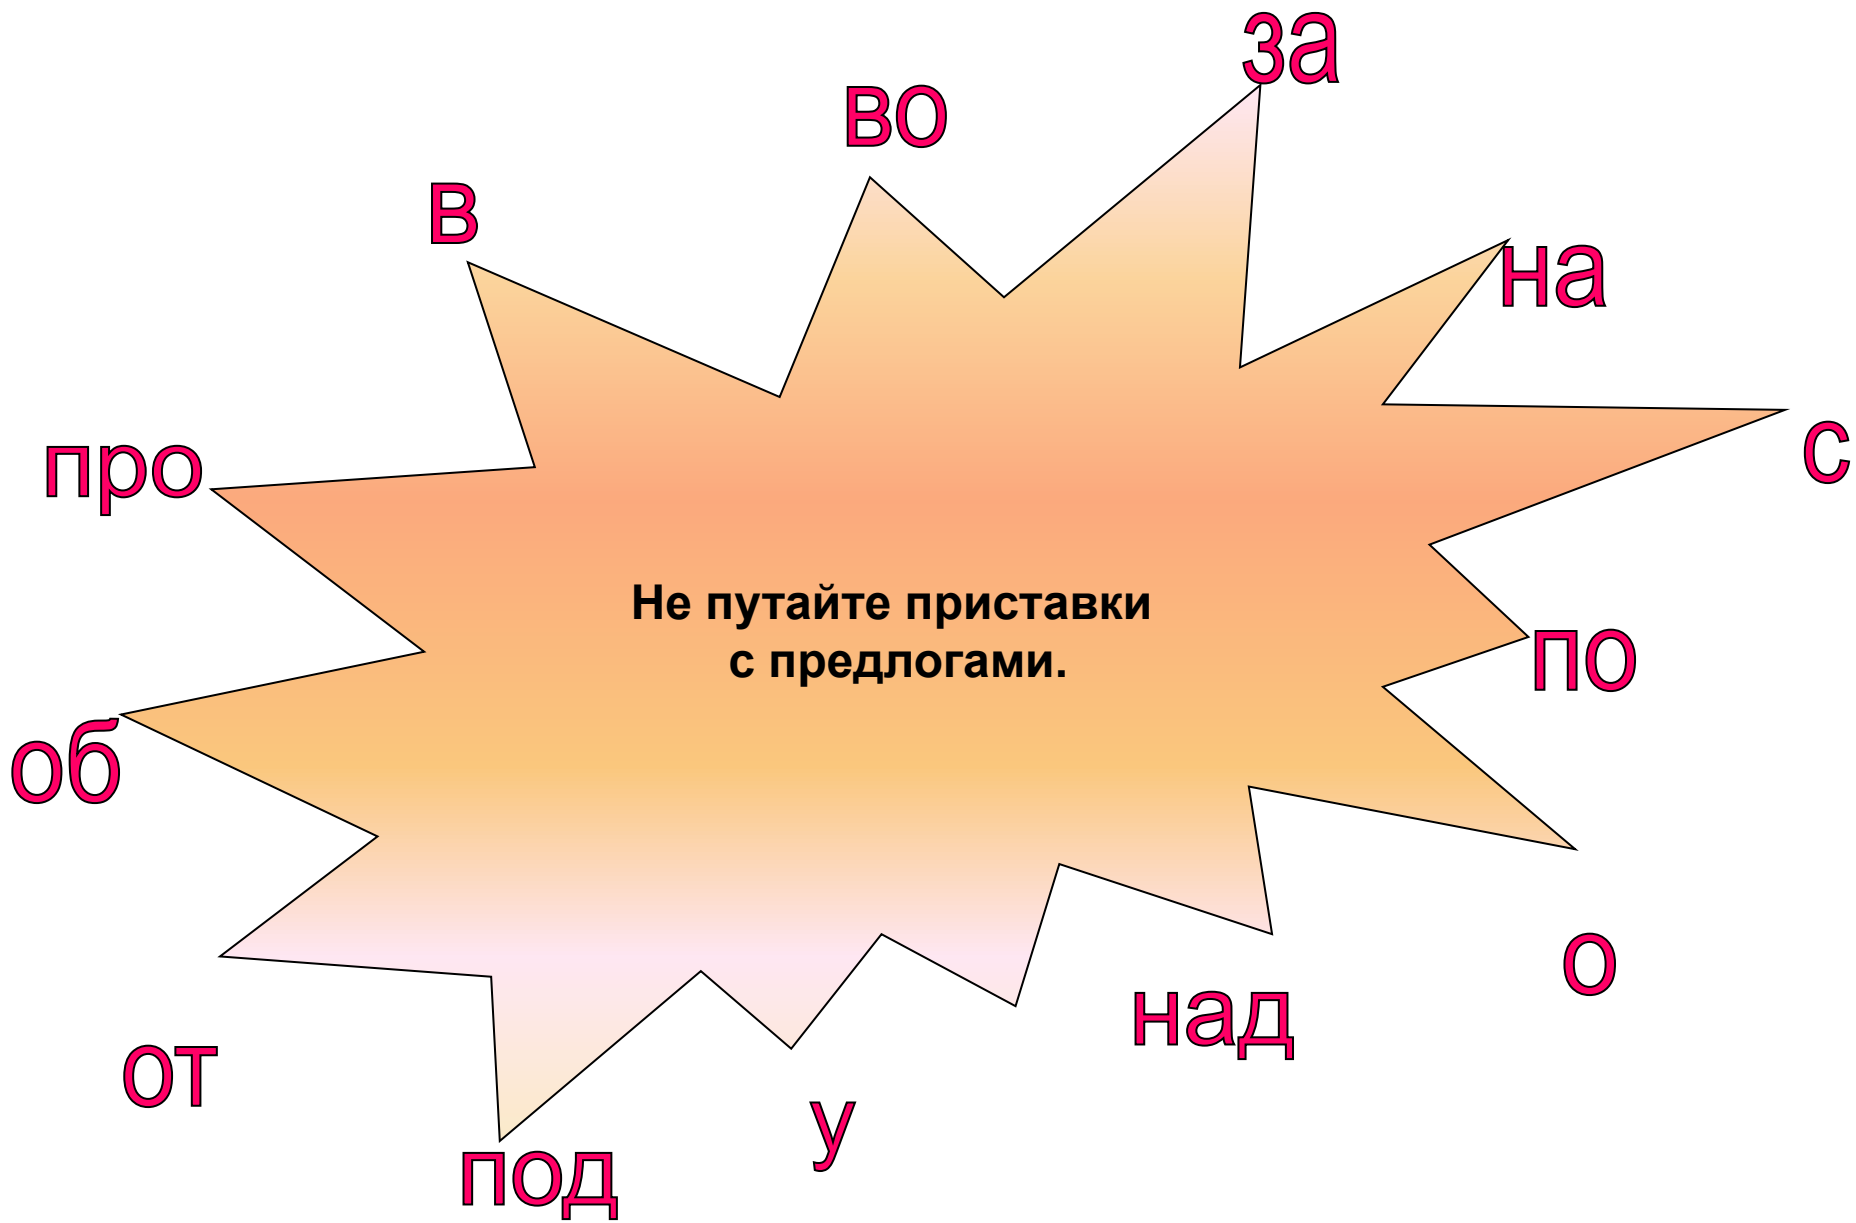 за
во
в
на
с
про
Не путайте приставки
с предлогами.
по
об
о
над
от
у
под